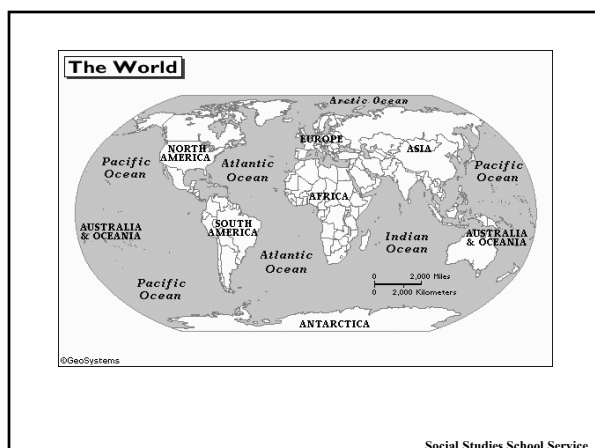 The World
Arctic Ocean
EUROPE
NORTH
AMERICA
ASIA
Pacific
Ocean
Atlantic
Ocean
Pacific
Ocean
AFRICA
AUSTRALIA
& OCEANIA
SOUTH
AMERICA
AUSTRALIA
& OCEANIA
Indian
Ocean
Atlantic
Ocean
0 2,000 Miles
0 2,000 Kilometers
Pacific
Ocean
ANTARCTICA
©GeoSystems
Social Studies School Service